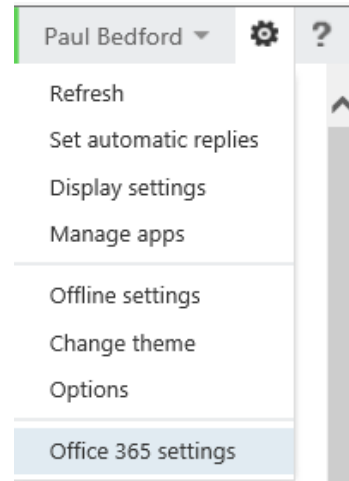 Paul Bedford ?
Refresh
Set automatic replies
Display settings
Manage apps
Offline settings
Change theme
Options
Office 365 settings